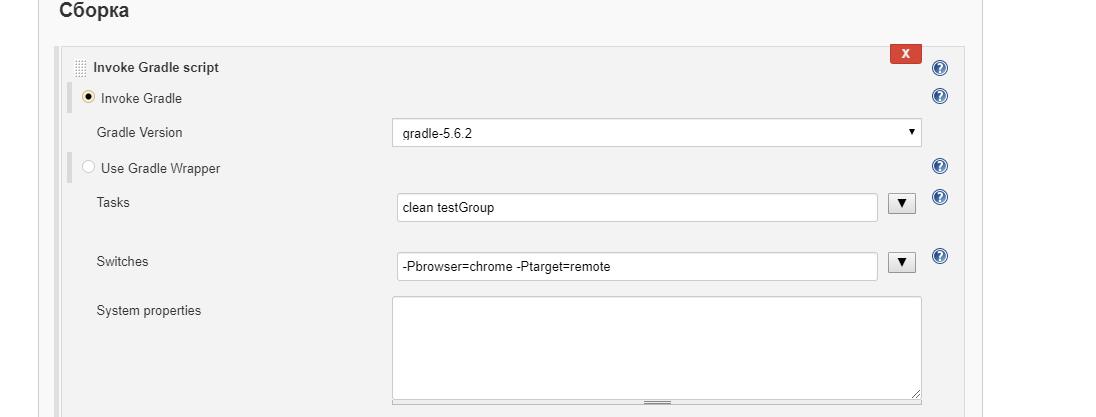 Сборка
Invoke Gradle script
X
Invoke Gradle
Gradle Version
gradle-5.6.2
Use Gradle Wrapper
Tasks
clean testGroup
Switches
-Pbrowser=chrome -Ptarget=remote
System properties